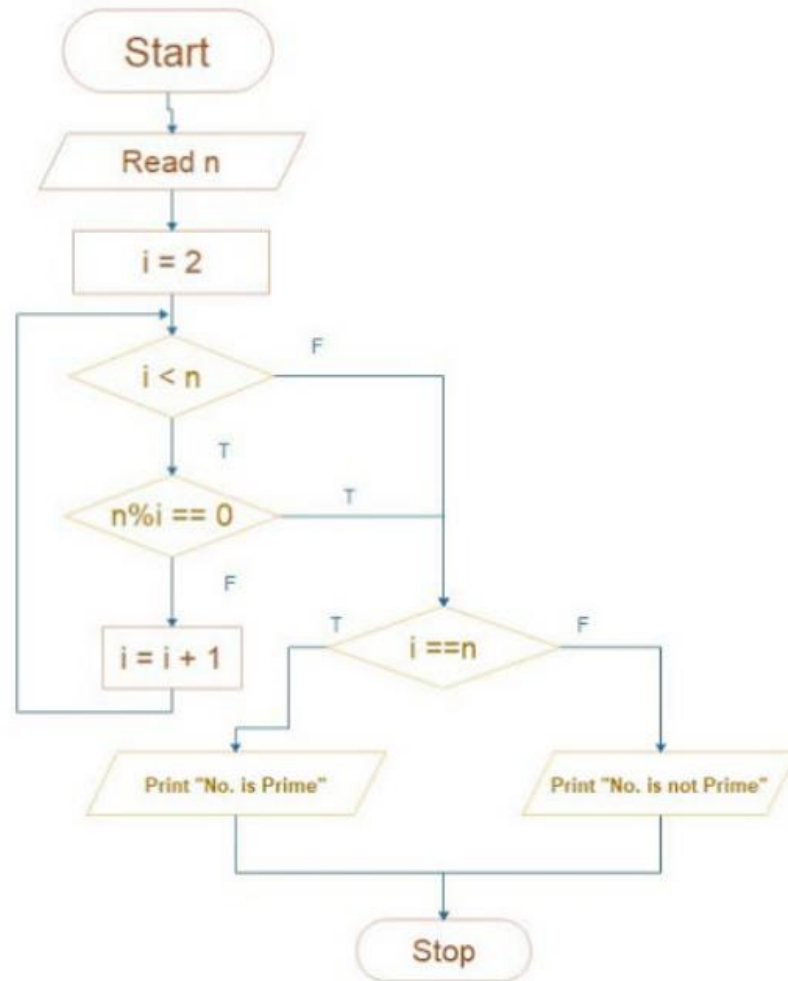 Start
Read n
i = 2
i < n
F
T
n%i == 0
T
F
i = i + 1
T
i ==n
F
Print "No. is Prime"
Print "No. is not Prime"
Stop